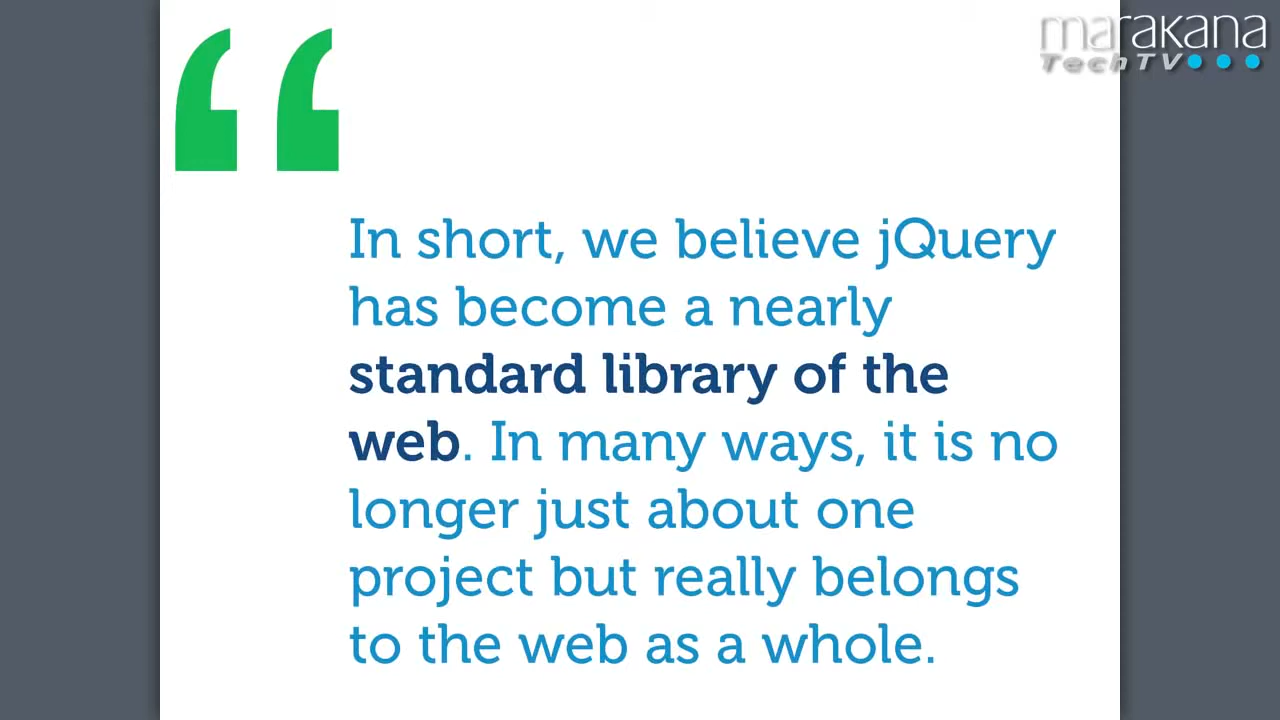 marakana
TechTV
“
In short, we believe jQuery
has become a nearly
standard library of the
web. In many ways, it is no
longer just about one
project but really belongs
to the web as a whole.